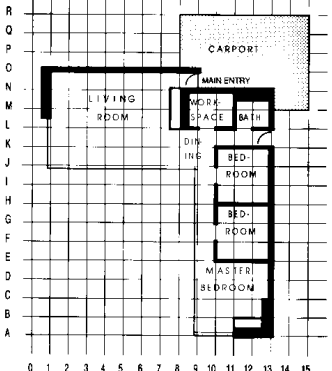 R
Q
P
O
N
M
L
K
J
I
H
G
F
E
D
C
B
A
CARPORT
MAIN ENTRY
LIVING
ROOM
WORK-
SPACE
BATH
DIN-
ING
BED-
ROOM
BED-
ROOM
MASTER
BEDROOM
0 1 2 3 4 5 6 7 8 9 10 11 12 13 14 15